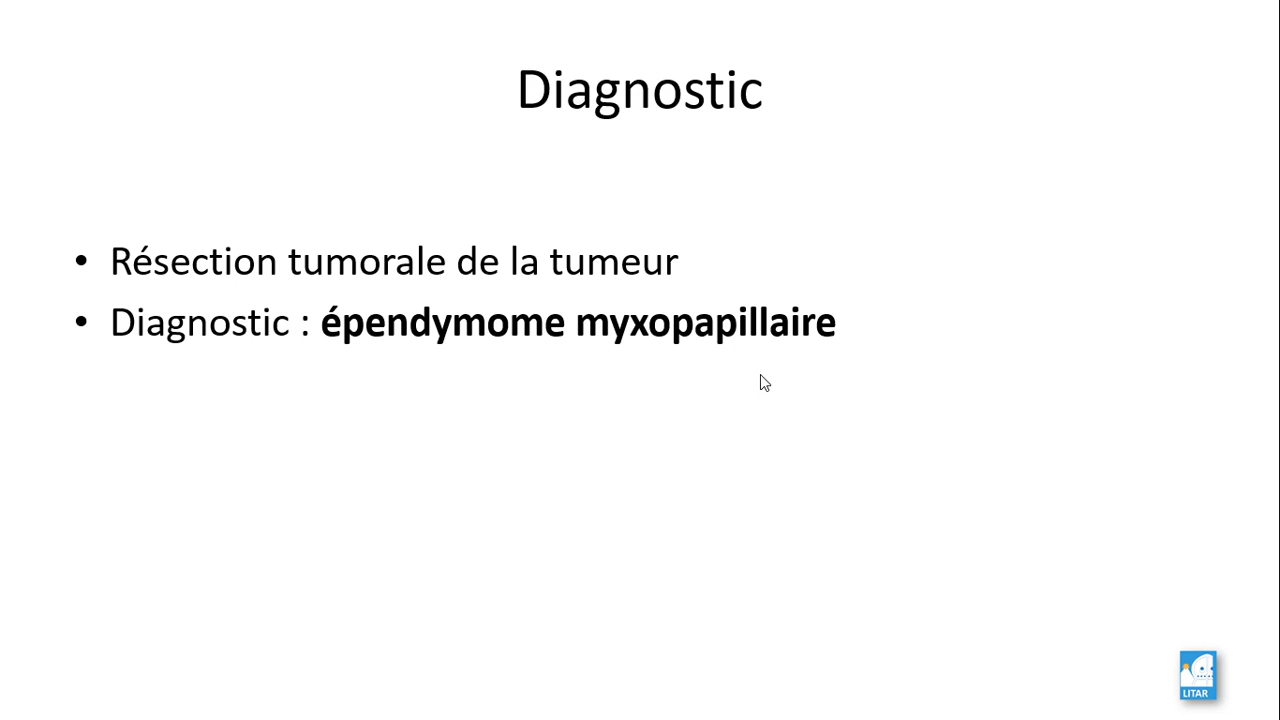 Diagnostic
• Résection tumorale de la tumeur
• Diagnostic : épendymome myxopapillaire
LITAR